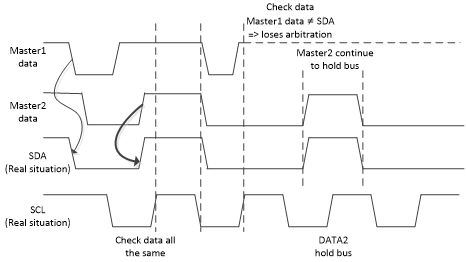 Check data
Master1 data ≠ SDA
=> loses arbitration
Master1
data
Master2 continue
to hold bus
Master2
data
SDA
(Real situation)
SCL
(Real situation)
Check data all
the same
DATA2
hold bus